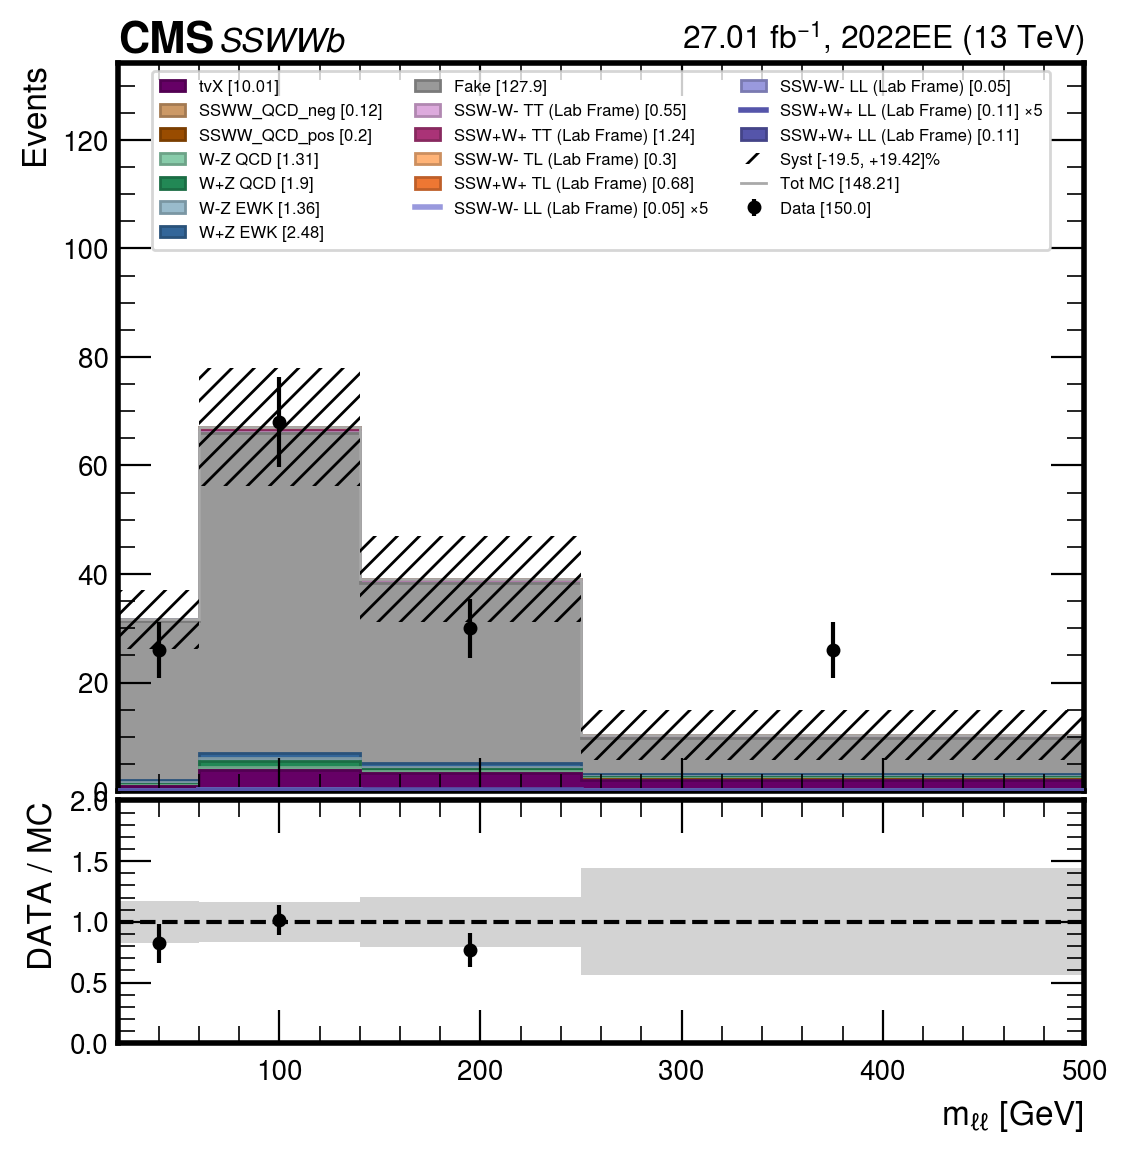 CMS SSWWb 27.01 fb⁻¹, 2022EE (13 TeV)
Events
tvX [10.01]
SSWW_QCD_neg [0.12]
SSWW_QCD_pos [0.2]
W-Z QCD [1.31]
W+Z QCD [1.9]
W-Z EWK [1.36]
W+Z EWK [2.48]
Fake [127.9]
SSW-W- TT (Lab Frame) [0.55]
SSW+W+ TT (Lab Frame) [1.24]
SSW-W- TL (Lab Frame) [0.3]
SSW+W+ TL (Lab Frame) [0.68]
SSW-W- LL (Lab Frame) [0.05] ×5
SSW-W- LL (Lab Frame) [0.05]
SSW+W+ LL (Lab Frame) [0.11] ×5
SSW+W+ LL (Lab Frame) [0.11]
Syst [-19.5, +19.42]%
Tot MC [148.21]
Data [150.0]
120
100
80
60
40
20
0
DATA / MC
2.0
1.5
1.0
0.5
0.0
100 200 300 400 500
m_ℓℓ [GeV]